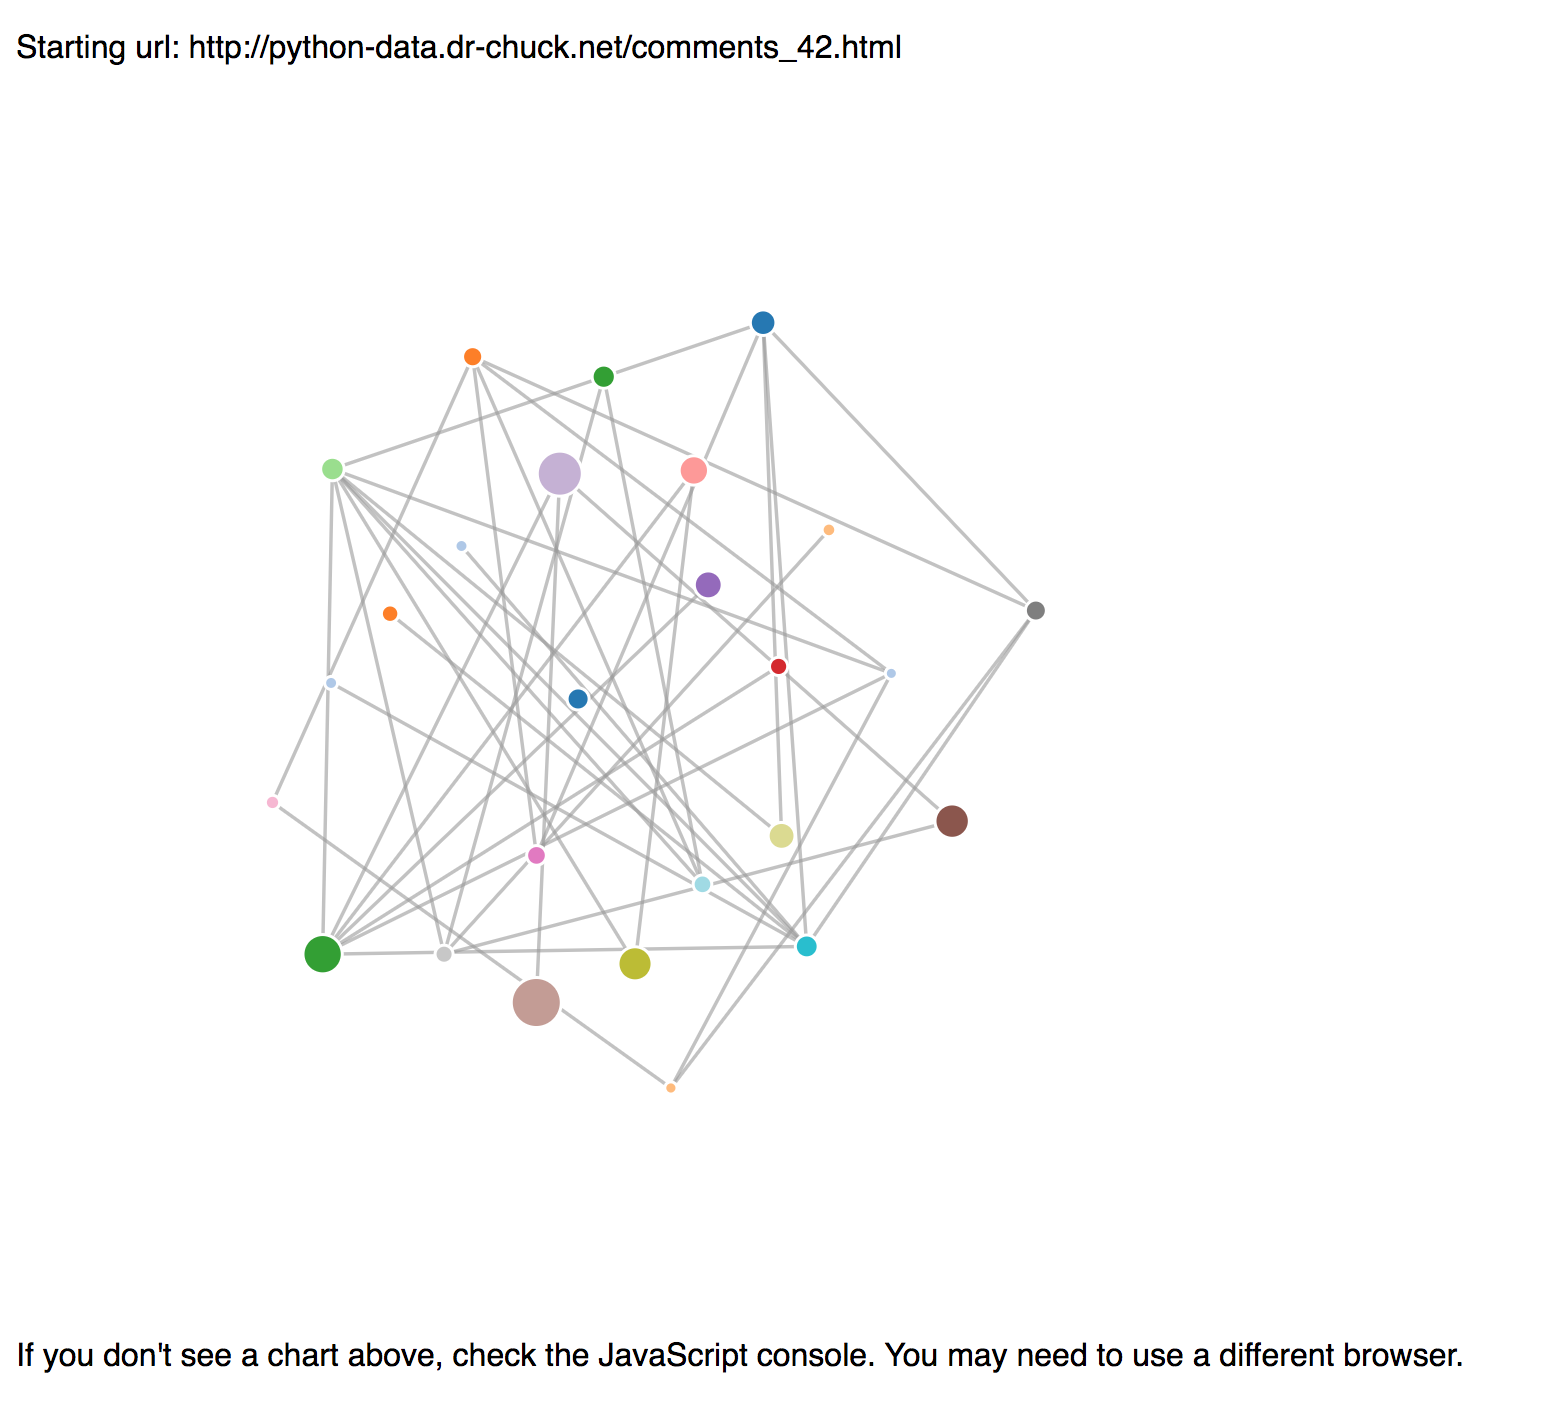 Starting url: http://python-data.dr-chuck.net/comments_42.html
If you don't see a chart above, check the JavaScript console. You may need to use a different browser.